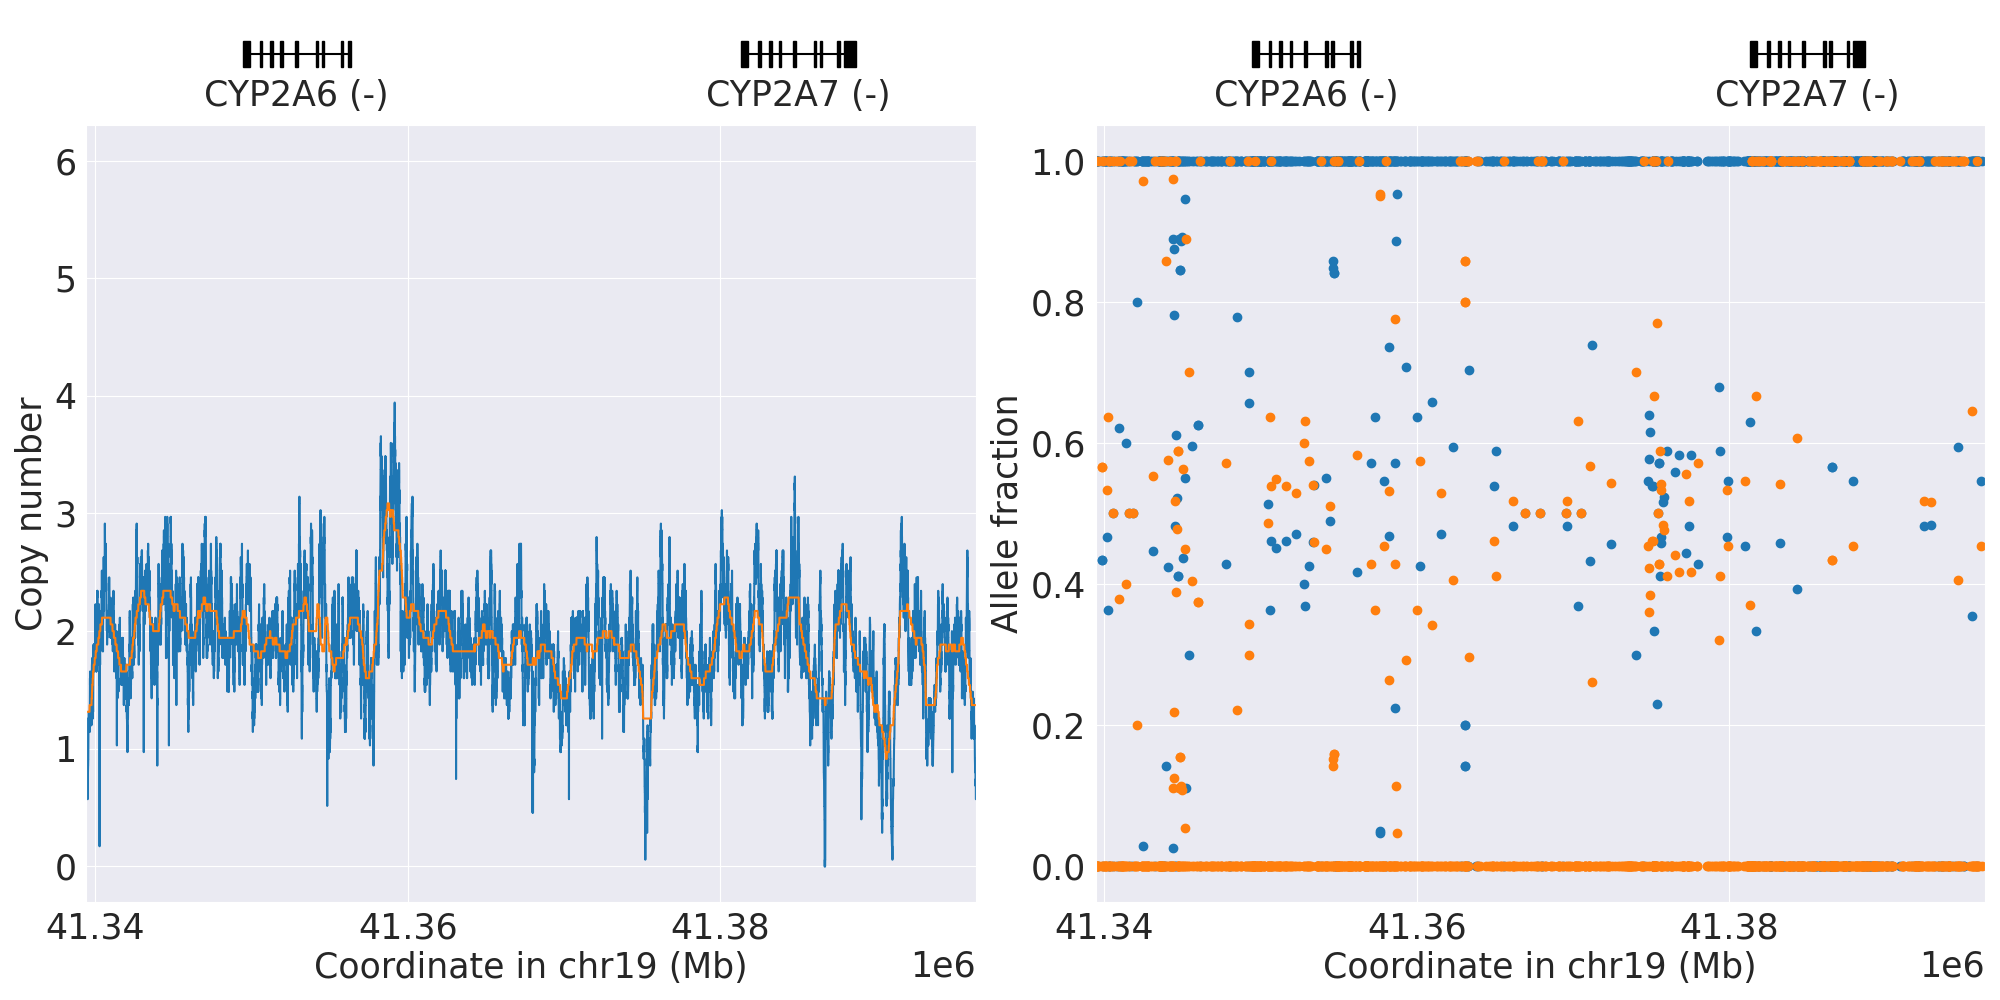 CYP2A6 (-)
CYP2A7 (-)
Copy number
6
5
4
3
2
1
0
41.34
41.36
41.38
Coordinate in chr19 (Mb)
1e6
CYP2A6 (-)
CYP2A7 (-)
Allele fraction
1.0
0.8
0.6
0.4
0.2
0.0
41.34
41.36
41.38
Coordinate in chr19 (Mb)
1e6